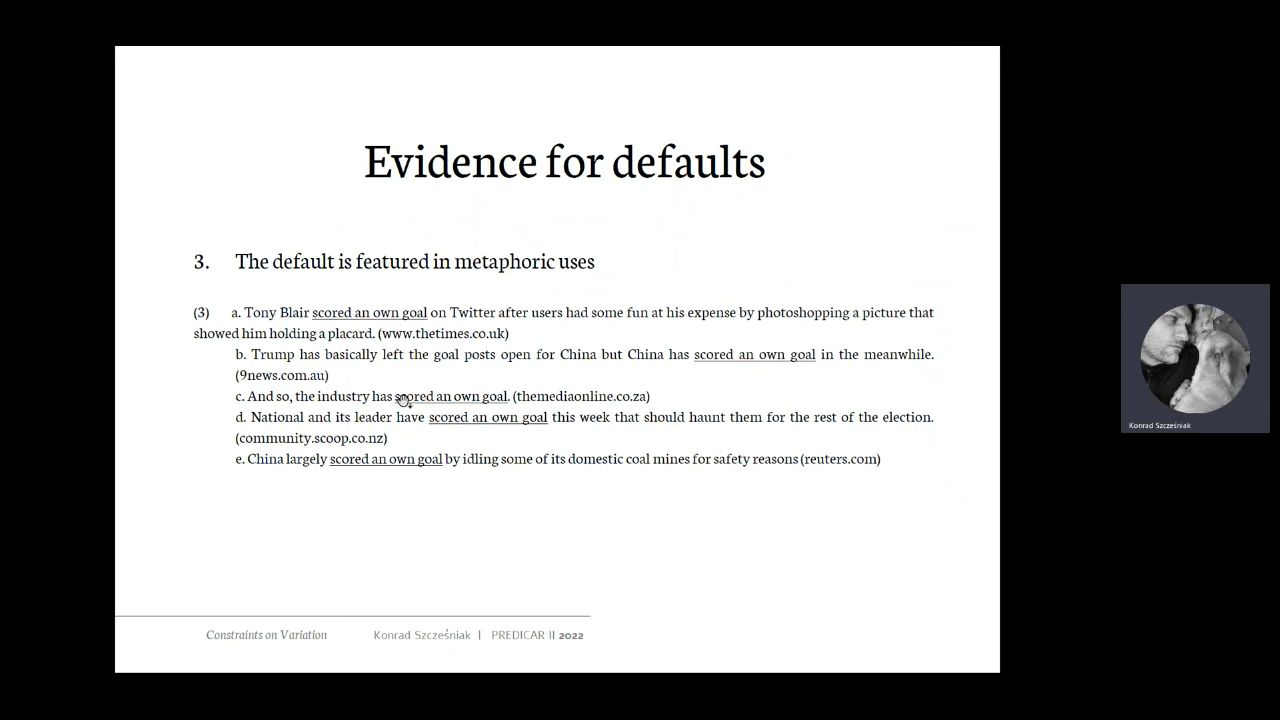 Evidence for defaults
3. The default is featured in metaphoric uses
(3) a. Tony Blair scored an own goal on Twitter after users had some fun at his expense by photoshopping a picture that
showed him holding a placard. (www.thetimes.co.uk)
b. Trump has basically left the goal posts open for China but China has scored an own goal in the meanwhile.
(9news.com.au)
c. And so, the industry has scored an own goal. (themediaonline.co.za)
d. National and its leader have scored an own goal this week that should haunt them for the rest of the election.
(community.scoop.co.nz)
e. China largely scored an own goal by idling some of its domestic coal mines for safety reasons (reuters.com)
Constraints on Variation Konrad Szcześniak | PREDICAR II 2022
Konrad Szcześniak